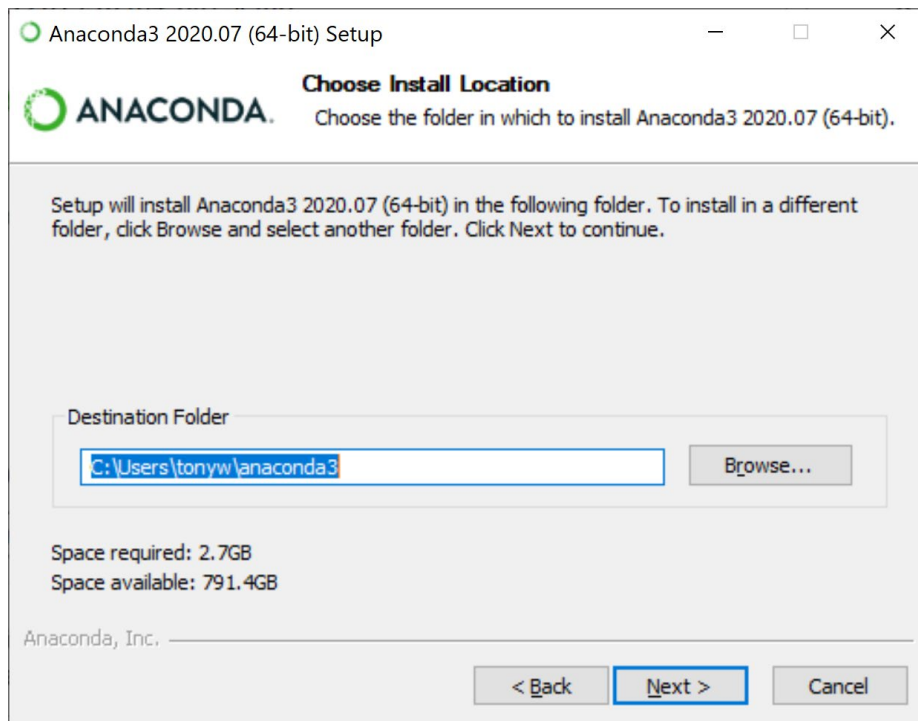 Anaconda3 2020.07 (64-bit) Setup
ANACONDA.
Choose Install Location
Choose the folder in which to install Anaconda3 2020.07 (64-bit).
Setup will install Anaconda3 2020.07 (64-bit) in the following folder. To install in a different
folder, click Browse and select another folder. Click Next to continue.
Destination Folder
C:\Users\tonyw\anaconda3
Browse...
Space required: 2.7GB
Space available: 791.4GB
Anaconda, Inc.
< Back
Next >
Cancel